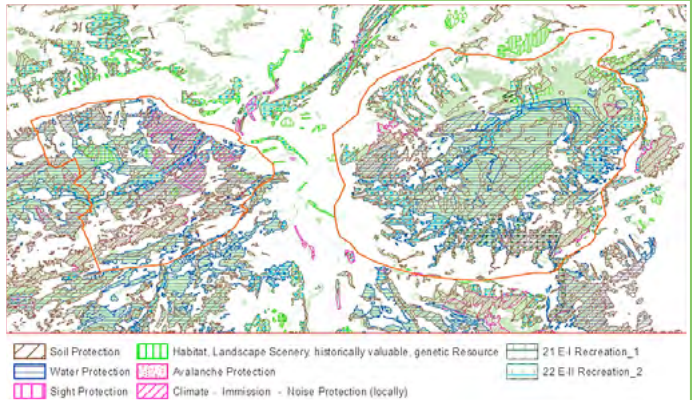 Soil Protection
Habitat, Landscape Scenery, historically valuable, genetic Resource
21 E-I Recreation_1
Water Protection
Avalanche Protection
22 E-II Recreation_2
Sight Protection
Climate - Immission - Noise Protection (locally)